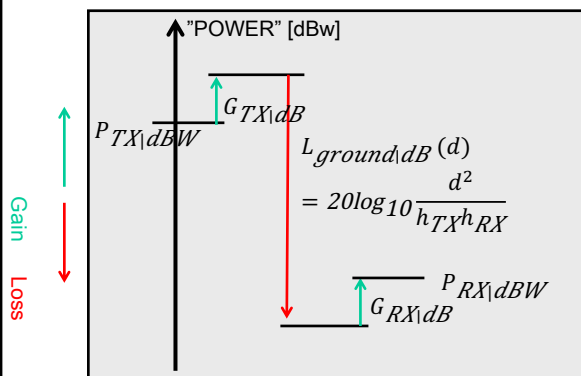 ”POWER” [dBw]
G_{TX|dB}
P_{TX|dBW}
L_{ground|dB}(d)
= 20log_{10} \frac{d^2}{h_{TX}h_{RX}}
P_{RX|dBW}
G_{RX|dB}
Gain
Loss